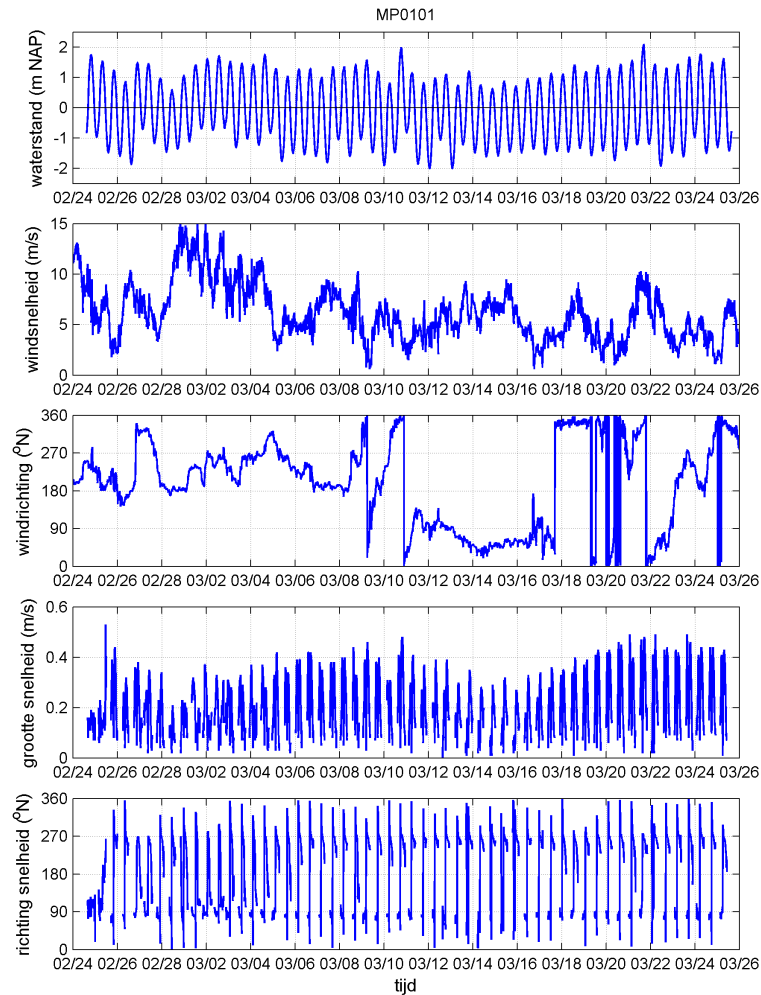 MP0101
waterstand (m NAP)
2
1
0
-1
-2
02/24 02/26 02/28 03/02 03/04 03/06 03/08 03/10 03/12 03/14 03/16 03/18 03/20 03/22 03/24 03/26
windsnelheid (m/s)
15
10
5
0
02/24 02/26 02/28 03/02 03/04 03/06 03/08 03/10 03/12 03/14 03/16 03/18 03/20 03/22 03/24 03/26
windrichting (⁰N)
360
270
180
90
0
02/24 02/26 02/28 03/02 03/04 03/06 03/08 03/10 03/12 03/14 03/16 03/18 03/20 03/22 03/24 03/26
grootte snelheid (m/s)
0.6
0.4
0.2
0
02/24 02/26 02/28 03/02 03/04 03/06 03/08 03/10 03/12 03/14 03/16 03/18 03/20 03/22 03/24 03/26
richting snelheid (⁰N)
360
270
180
90
0
02/24 02/26 02/28 03/02 03/04 03/06 03/08 03/10 03/12 03/14 03/16 03/18 03/20 03/22 03/24 03/26
tijd